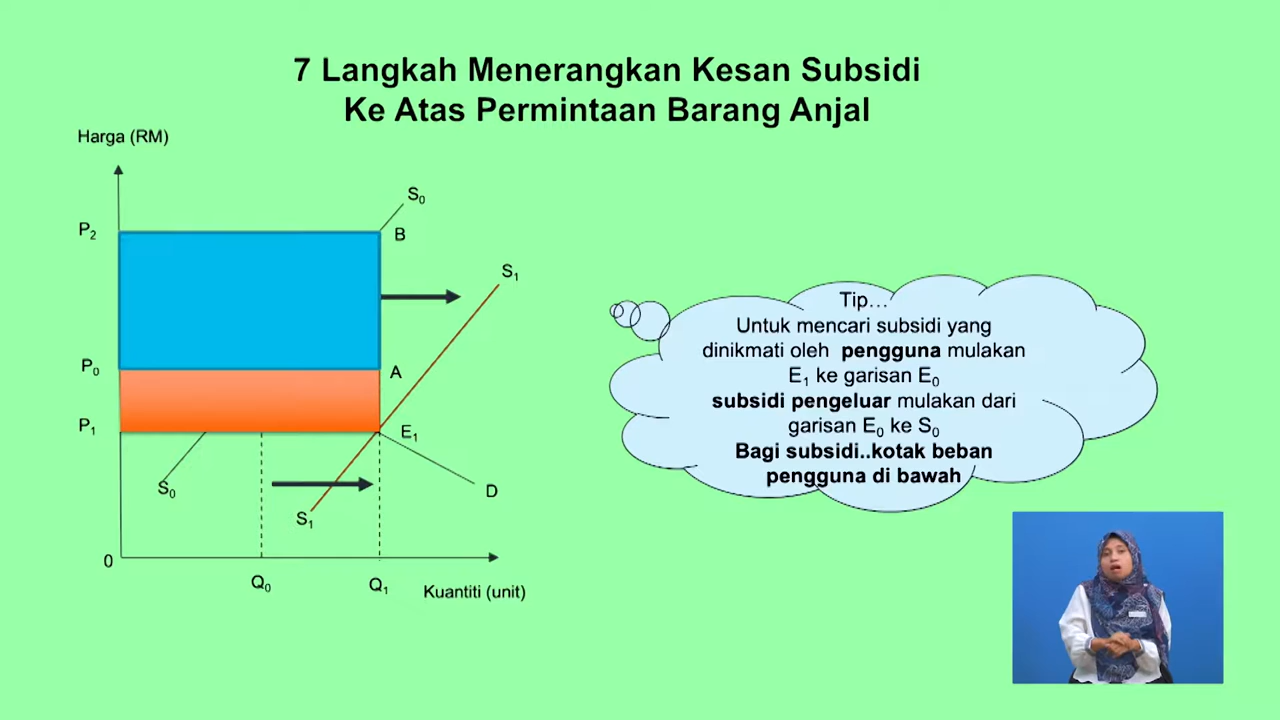 7 Langkah Menerangkan Kesan Subsidi
Ke Atas Permintaan Barang Anjal
Harga (RM)
S₀
P₂
B
S₁
P₀
A
P₁
E₁
S₀
D
S₁
0
Q₀
Q₁
Kuantiti (unit)
Tip…
Untuk mencari subsidi yang
dinikmati oleh pengguna mulakan
E₁ ke garisan E₀
subsidi pengeluar mulakan dari
garisan E₀ ke S₀
Bagi subsidi..kotak beban
pengguna di bawah